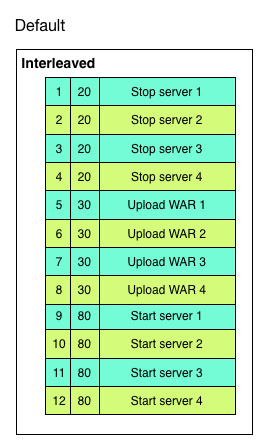 Default
Interleaved
1 20 Stop server 1
2 20 Stop server 2
3 20 Stop server 3
4 20 Stop server 4
5 30 Upload WAR 1
6 30 Upload WAR 2
7 30 Upload WAR 3
8 30 Upload WAR 4
9 80 Start server 1
10 80 Start server 2
11 80 Start server 3
12 80 Start server 4